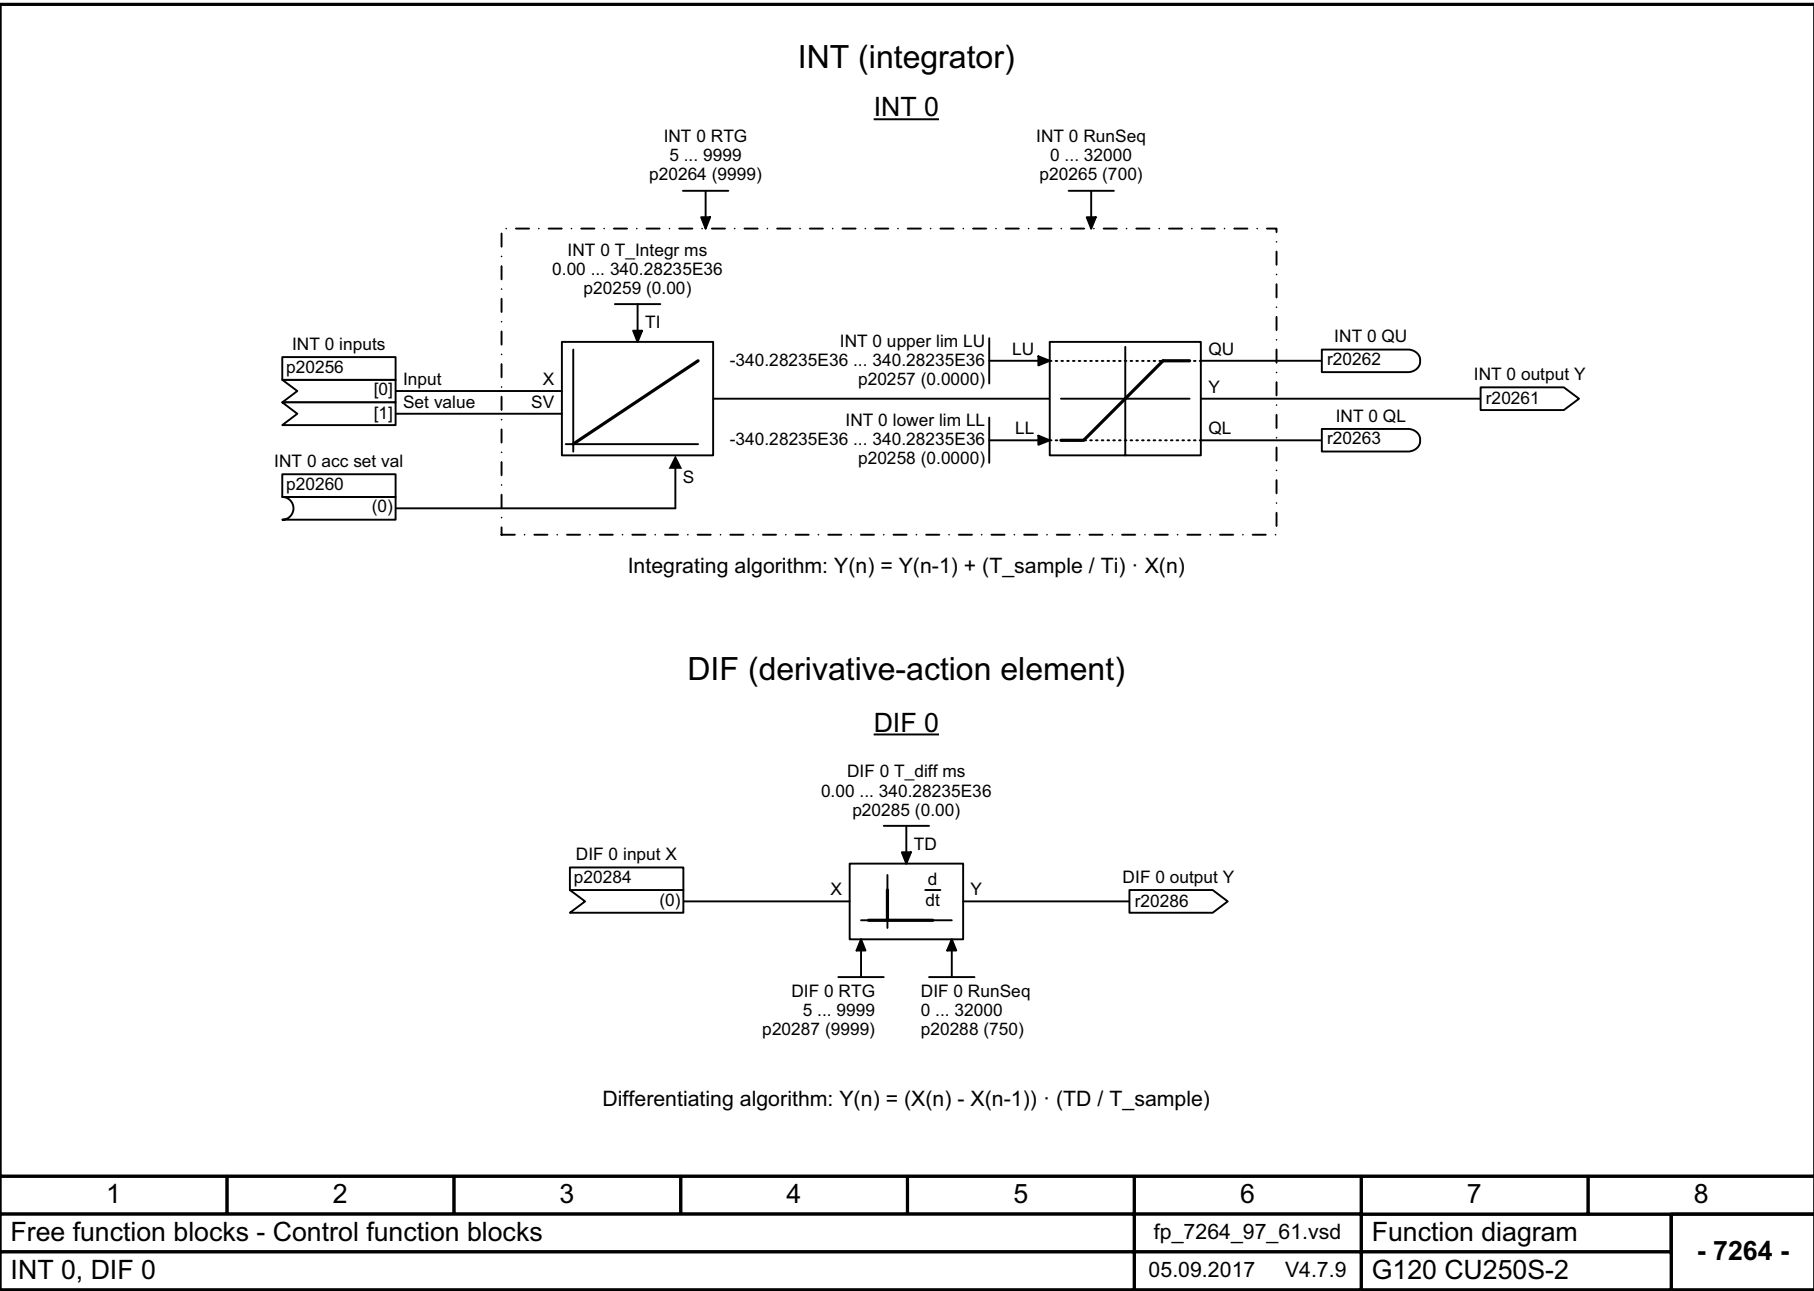 INT (integrator)
INT 0
INT 0 RTG
5 ... 9999
p20264 (9999)
INT 0 RunSeq
0 ... 32000
p20265 (700)
INT 0 T_Integr ms
0.00 ... 340.28235E36
p20259 (0.00)
TI
INT 0 inputs
p20256
[0]
[1]
Input
Set value
X
SV
INT 0 acc set val
p20260
(0)
S
INT 0 upper lim LU
-340.28235E36 ... 340.28235E36
p20257 (0.0000)
LU
INT 0 lower lim LL
-340.28235E36 ... 340.28235E36
p20258 (0.0000)
LL
QU
Y
QL
INT 0 QU
r20262
INT 0 output Y
r20261
INT 0 QL
r20263
Integrating algorithm: Y(n) = Y(n-1) + (T_sample / Ti) · X(n)
DIF (derivative-action element)
DIF 0
DIF 0 T_diff ms
0.00 ... 340.28235E36
p20285 (0.00)
TD
DIF 0 input X
p20284
(0)
X
d
dt
Y
DIF 0 output Y
r20286
DIF 0 RTG
5 ... 9999
p20287 (9999)
DIF 0 RunSeq
0 ... 32000
p20288 (750)
Differentiating algorithm: Y(n) = (X(n) - X(n-1)) · (TD / T_sample)
1 2 3 4 5 6 7 8
Free function blocks - Control function blocks
fp_7264_97_61.vsd
Function diagram
- 7264 -
INT 0, DIF 0
05.09.2017 V4.7.9
G120 CU250S-2